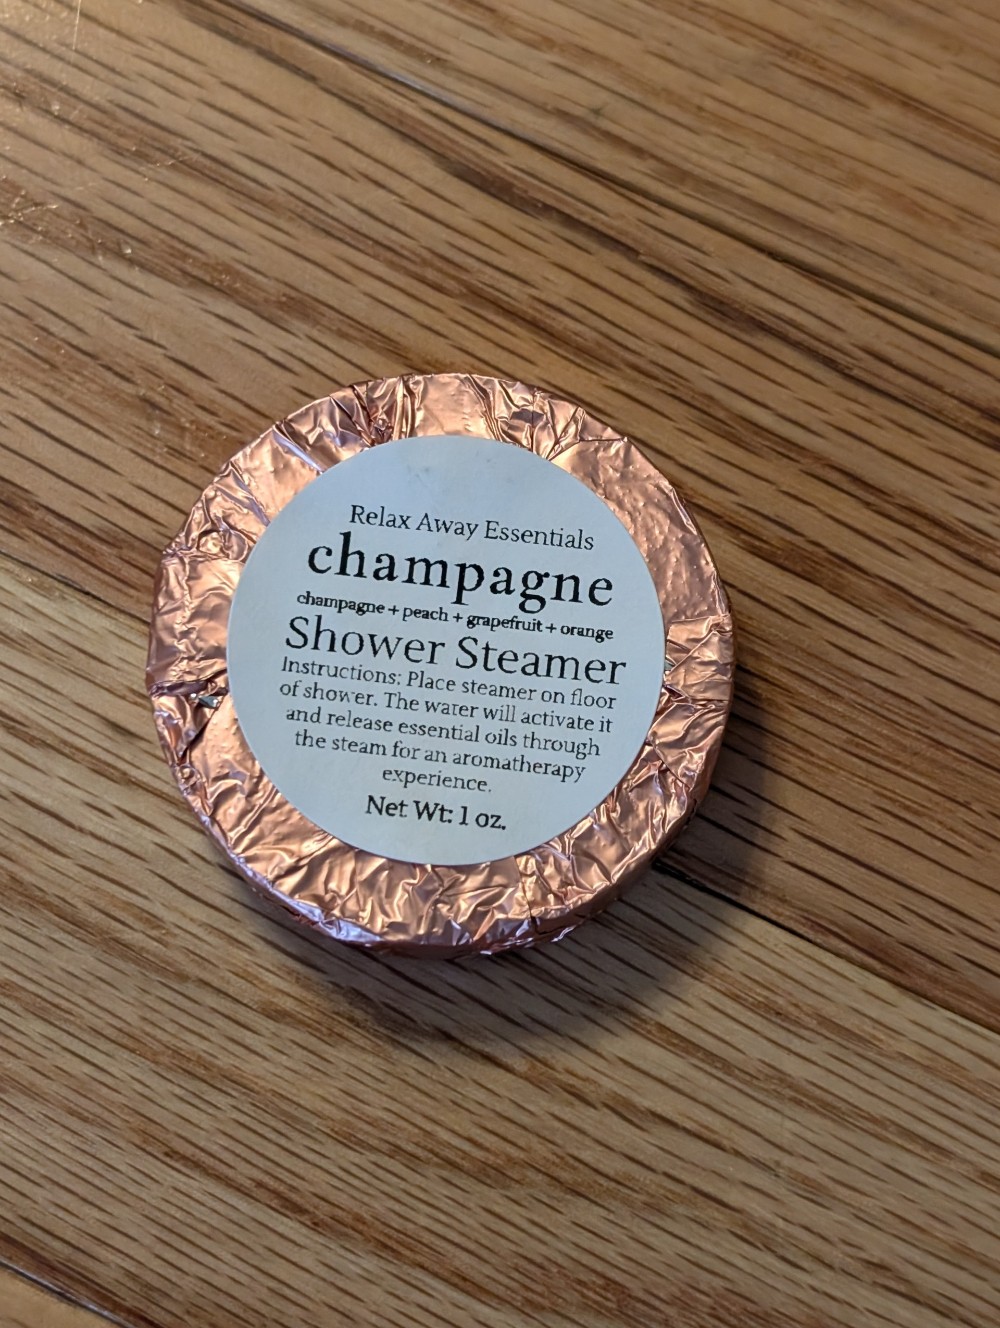 Relax Away Essentials
champagne
champagne + peach + grapefruit + orange
Shower Steamer
Instructions: Place steamer on floor
of shower. The water will activate it
and release essential oils through
the steam for an aromatherapy
experience.
Net Wt: 1 oz.